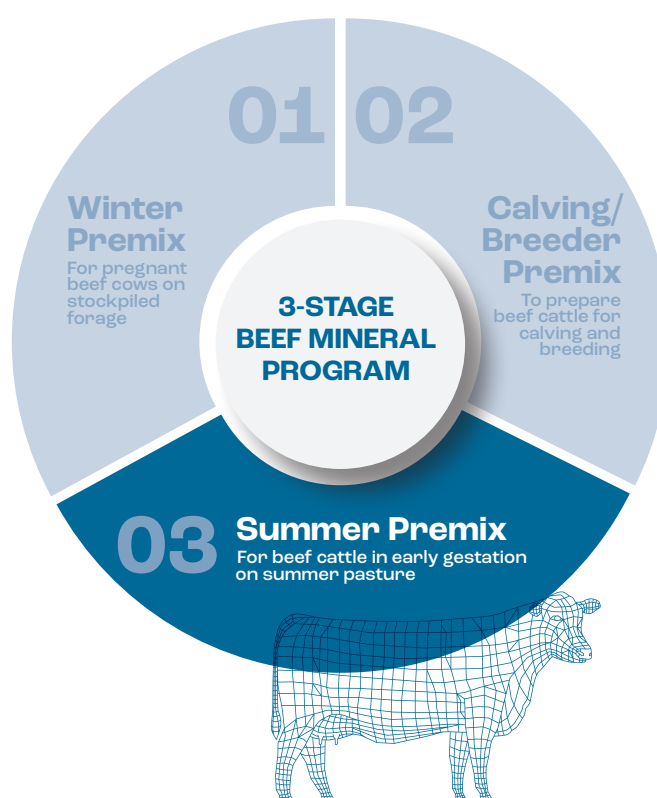 01
Winter
Premix
For pregnant
beef cows on
stockpiled
forage
02
Calving/
Breeder
Premix
To prepare
beef cattle for
calving and
breeding
3-STAGE
BEEF MINERAL
PROGRAM
03
Summer Premix
For beef cattle in early gestation
on summer pasture